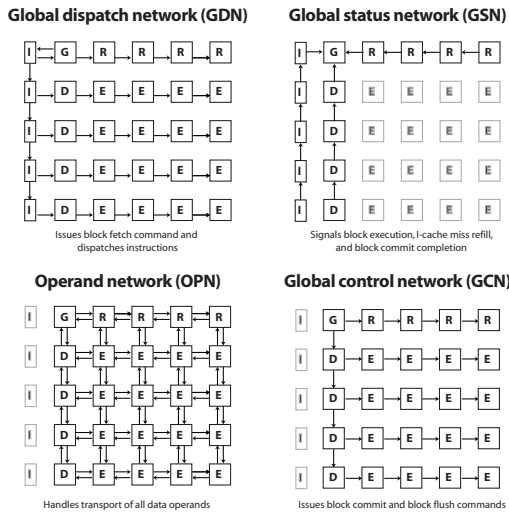 Global dispatch network (GDN)
I G R R R R
I D E E E E
I D E E E E
I D E E E E
I D E E E E
Issues block fetch command and
dispatches instructions
Global status network (GSN)
I G R R R R
I D E E E E
I D E E E E
I D E E E E
I D E E E E
Signals block execution, I-cache miss refill,
and block commit completion
Operand network (OPN)
I G R R R R
I D E E E E
I D E E E E
I D E E E E
I D E E E E
Handles transport of all data operands
Global control network (GCN)
I G R R R R
I D E E E E
I D E E E E
I D E E E E
I D E E E E
Issues block commit and block flush commands